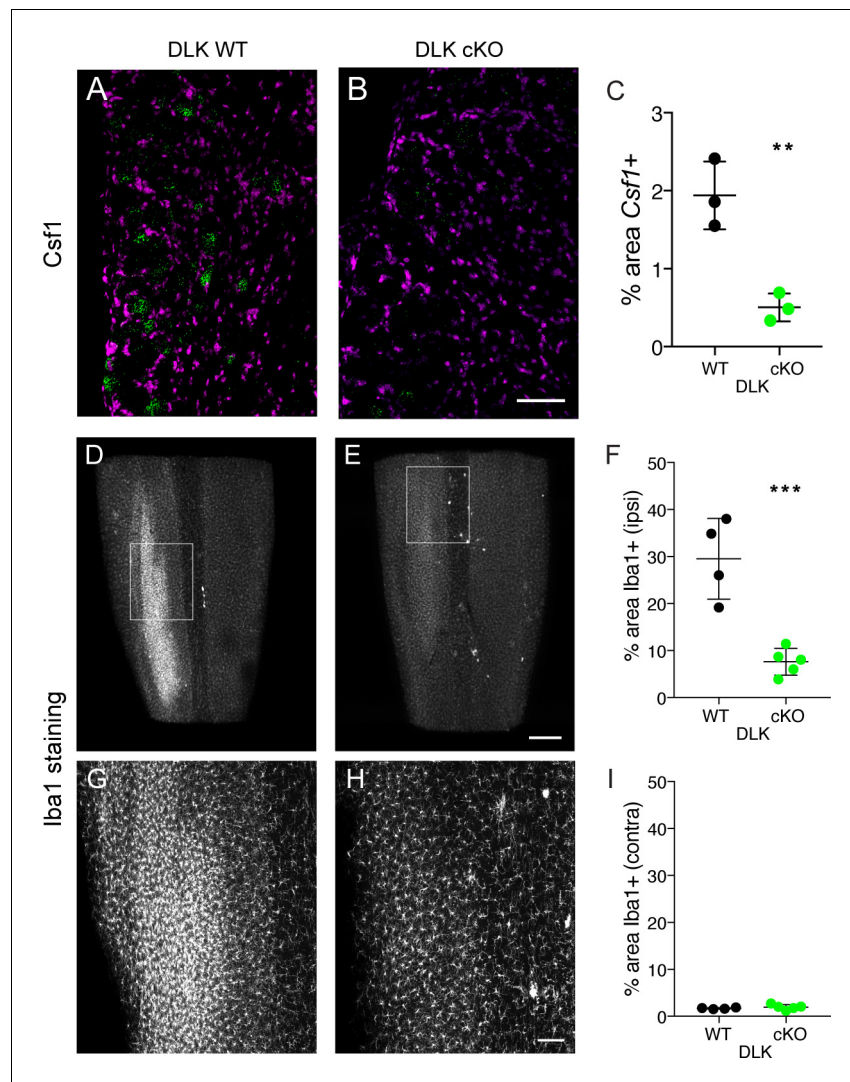 DLK WT
DLK cKO
A
B
C
Csf1
% area Csf1+
3
2
1
0
**
WT
cKO
DLK
D
E
F
Iba1 staining
% area Iba1+ (ipsi)
50
40
30
20
10
0
***
WT
cKO
DLK
G
H
I
% area Iba1+ (contra)
50
40
30
20
10
0
WT
cKO
DLK